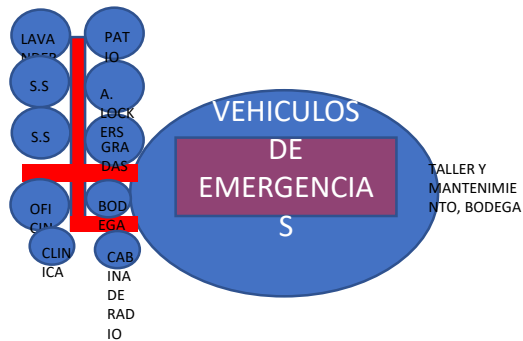 LAVA
NDER
PAT
IO
S.S
A.
LOCK
ERS
S.S
GRA
DAS
VEHICULOS
DE
EMERGENCIA
S
TALLER Y
MANTENIMIE
NTO, BODEGA
OFI
CIN
BOD
EGA
CLIN
ICA
CAB
INA
DE
RAD
IO